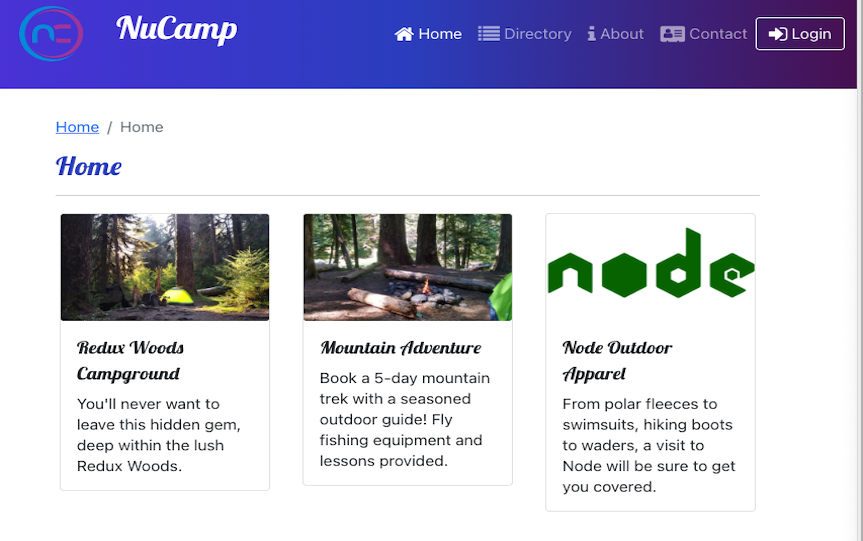 NC
NuCamp
Home
Directory
About
Contact
Login
Home / Home
Home
node
Redux Woods
Campground
You'll never want to
leave this hidden gem,
deep within the lush
Redux Woods.
Mountain Adventure
Book a 5-day mountain
trek with a seasoned
outdoor guide! Fly
fishing equipment and
lessons provided.
Node Outdoor
Apparel
From polar fleeces to
swimsuits, hiking boots
to waders, a visit to
Node will be sure to get
you covered.